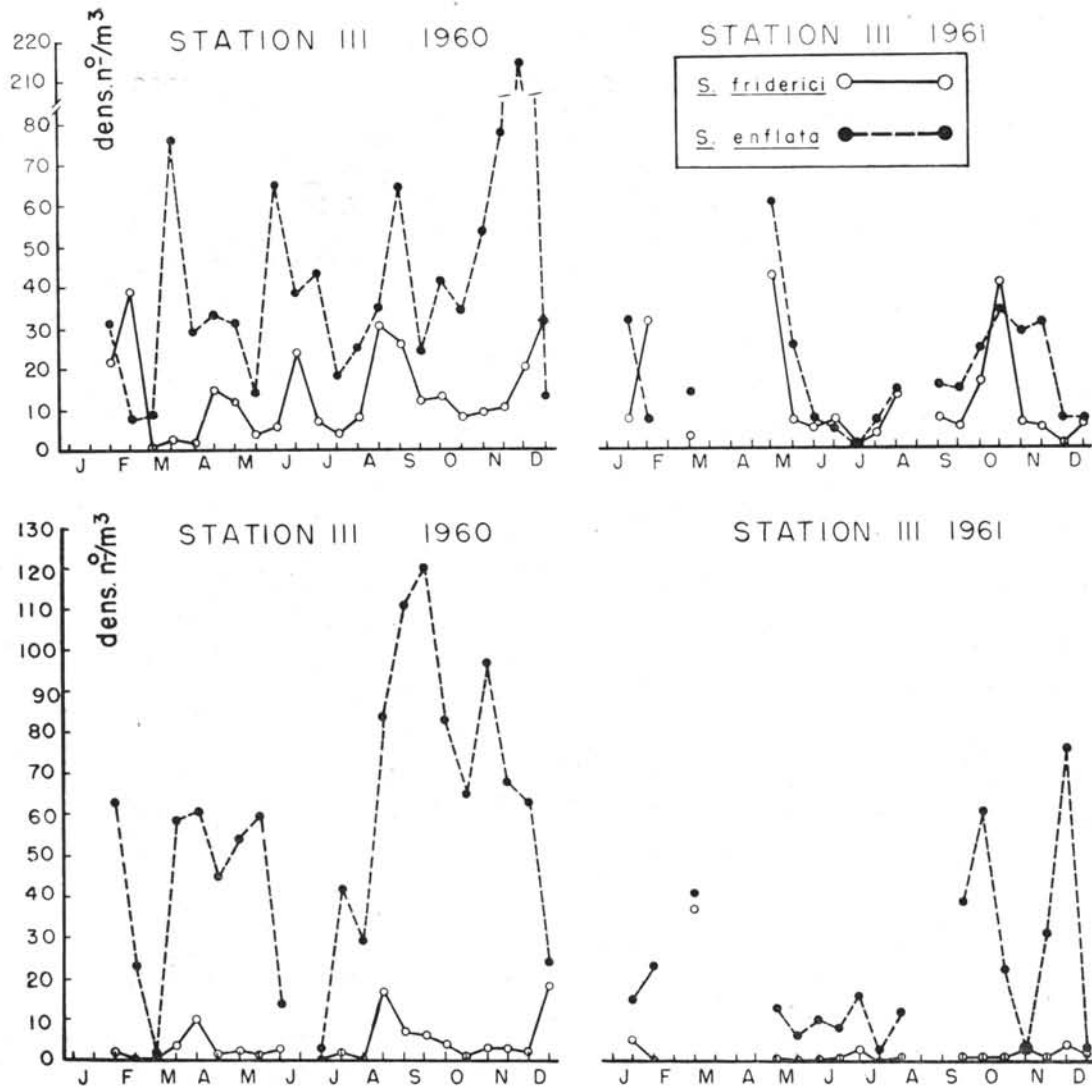 STATION III 1960
dens. nº/m³
220
210
80
70
60
50
40
30
20
10
0
J F M A M J J A S O N D
STATION III 1961
S. friderici
S. enflata
J F M A M J J A S O N D
STATION III 1960
dens. nº/m³
130
120
110
100
90
80
70
60
50
40
30
20
10
0
J F M A M J J A S O N D
STATION III 1961
J F M A M J J A S O N D